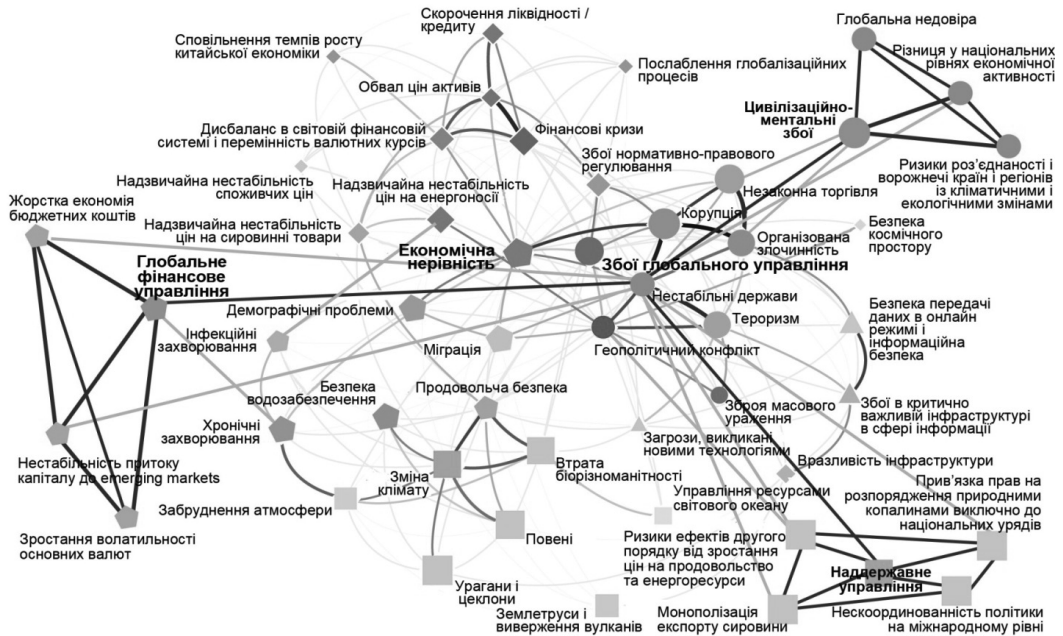 Скорочення ліквідності /
кредиту
Глобальна недовіра
Сповільнення темпів росту
китайської економіки
Різниця у національних
рівнях економічної
активності
Послаблення глобалізаційних
процесів
Обвал цін активів
Цивілізаційно-
ментальні
збої
Дисбаланс в світовій фінансовій
системі і перемінність валютних курсів
Фінансові кризи
Збої нормативно-правового
регулювання
Ризики роз'єднаності і
ворожнечі країн і регіонів
із кліматичними і
екологічними змінами
Надзвичайна нестабільність
споживчих цін
Надзвичайна нестабільність
цін на енергоносії
Незаконна торгівля
Жорстка економія
бюджетних коштів
Надзвичайна нестабільність
цін на сировинні товари
Корупція
Безпека
космічного
простору
Економічна
нерівність
Організована
злочинність
Збої глобального управління
Глобальне
фінансове
управління
Нестабільні держави
Демографічні проблеми
Тероризм
Безпека передачі
даних в онлайн
режимі і
інформаційна
безпека
Інфекційні
захворювання
Міграція
Геополітичний конфлікт
Безпека
водозабезпечення
Продовольча безпека
Зброя масового
ураження
Збої в критично
важливій інфраструктурі
в сфері інформації
Хронічні
захворювання
Загрози, викликані
новими технологіями
Нестабільність притоку
капіталу до emerging markets
Зміна
клімату
Втрата
біорізноманітності
Вразливість інфраструктури
Забруднення атмосфери
Управління ресурсами
світового океану
Прив'язка прав на
розпорядження природними
копалинами виключно до
національних урядів
Зростання волатильності
основних валют
Повені
Ризики ефектів другого
порядку від зростання
цін на продовольство
та енергоресурси
Наддержавне
управління
Урагани і
циклони
Землетруси і
виверження вулканів
Монополізація
експорту сировини
Нескоординованність політики
на міжнародному рівні